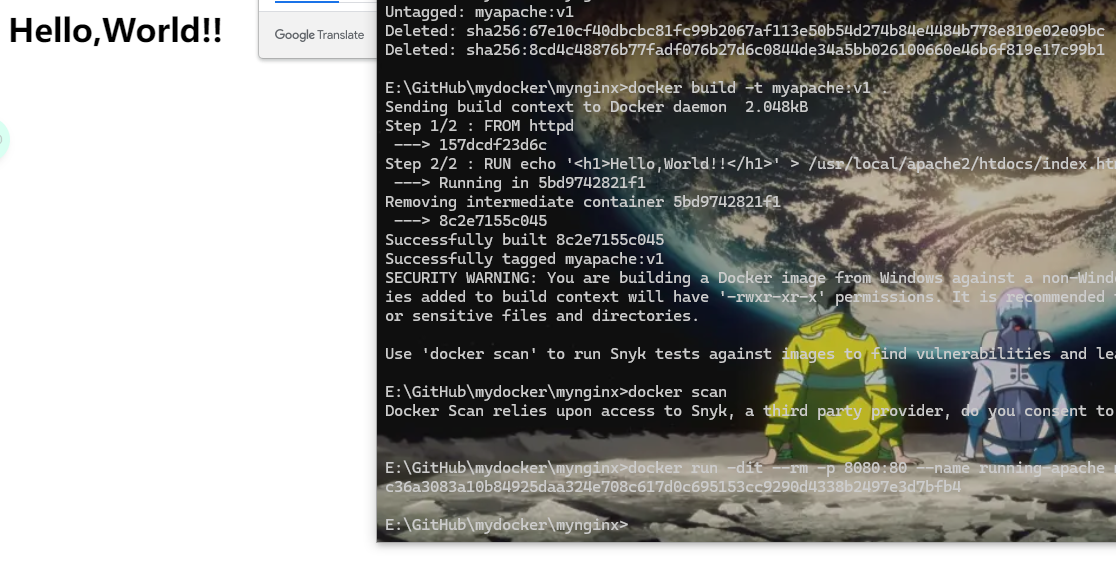 Hello,World!!
Google Translate
Untagged: myapache:v1
Deleted: sha256:67e10cf40dbcbc81fc99b2067af113e50b54d274b84e4484b778e810e02e09bc
Deleted: sha256:8cd4c48876b77fadf076b27d6c0844de34a5bb026100660e46b6f819e17c99b1
E:\GitHub\mydocker\mynginx>docker build -t myapache:v1 .
Sending build context to Docker daemon  2.048kB
Step 1/2 : FROM httpd
 ---> 157dcdf23d6c
Step 2/2 : RUN echo '<h1>Hello,World!!</h1>' > /usr/local/apache2/htdocs/index.ht
 ---> Running in 5bd9742821f1
Removing intermediate container 5bd9742821f1
 ---> 8c2e7155c045
Successfully built 8c2e7155c045
Successfully tagged myapache:v1
SECURITY WARNING: You are building a Docker image from Windows against a non-Wind
ies added to build context will have '-rwxr-xr-x' permissions. It is recommended
or sensitive files and directories.
Use 'docker scan' to run Snyk tests against images to find vulnerabilities and lea
E:\GitHub\mydocker\mynginx>docker scan
Docker Scan relies upon access to Snyk, a third party provider, do you consent to
E:\GitHub\mydocker\mynginx>docker run -dit --rm -p 8080:80 --name running-apache
c36a3083a10b84925daa324e708c617d0c695153cc9290d4338b2497e3d7bfb4
E:\GitHub\mydocker\mynginx>